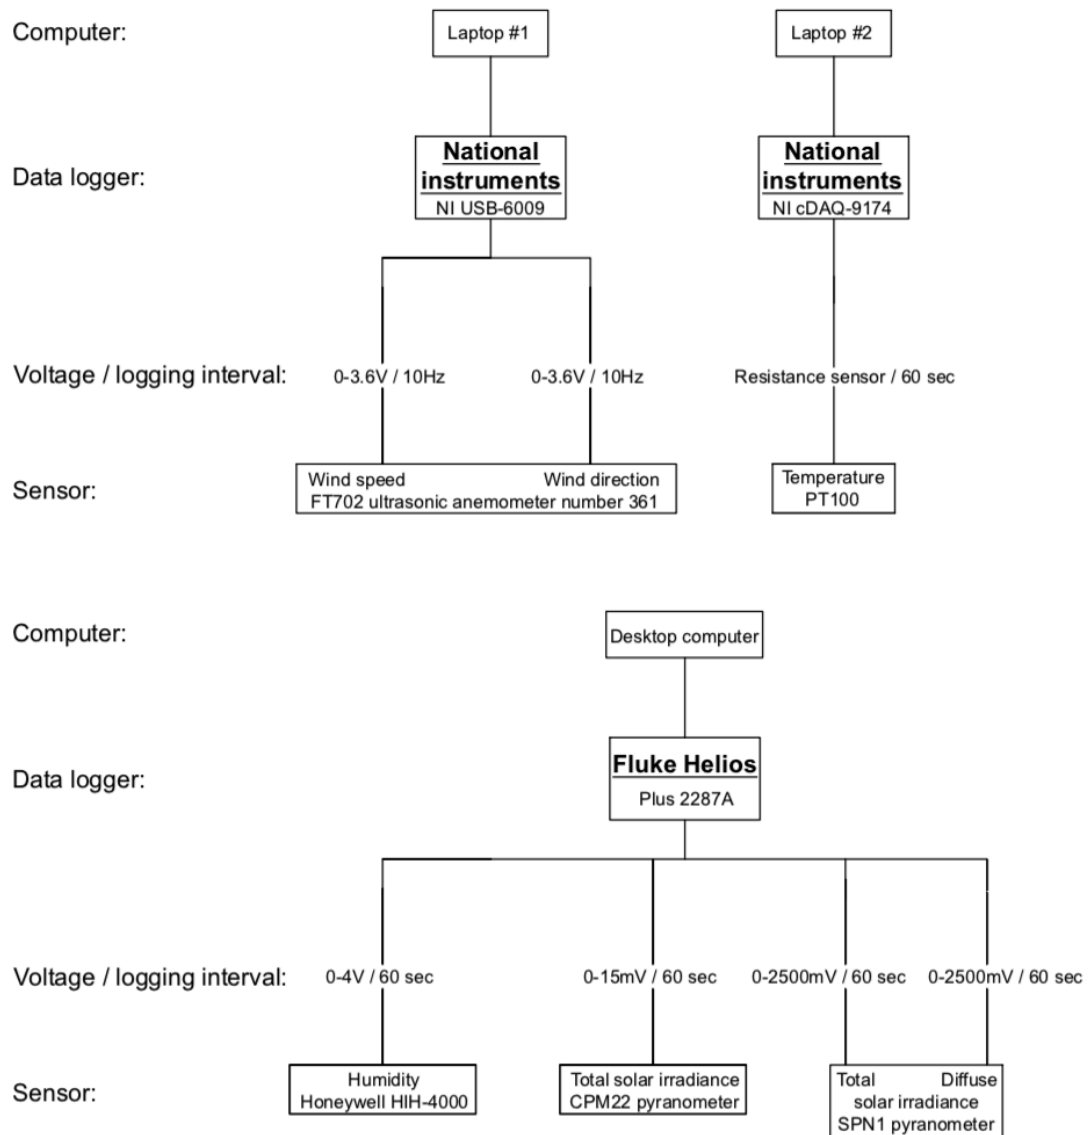 Computer:
Laptop #1
Laptop #2
Data logger:
National
instruments
NI USB-6009
National
instruments
NI cDAQ-9174
Voltage / logging interval:
0-3.6V / 10Hz
0-3.6V / 10Hz
Resistance sensor / 60 sec
Sensor:
Wind speed
Wind direction
FT702 ultrasonic anemometer number 361
Temperature
PT100
Computer:
Desktop computer
Data logger:
Fluke Helios
Plus 2287A
Voltage / logging interval:
0-4V / 60 sec
0-15mV / 60 sec
0-2500mV / 60 sec
0-2500mV / 60 sec
Sensor:
Humidity
Honeywell HIH-4000
Total solar irradiance
CPM22 pyranometer
Total
Diffuse
solar irradiance
SPN1 pyranometer